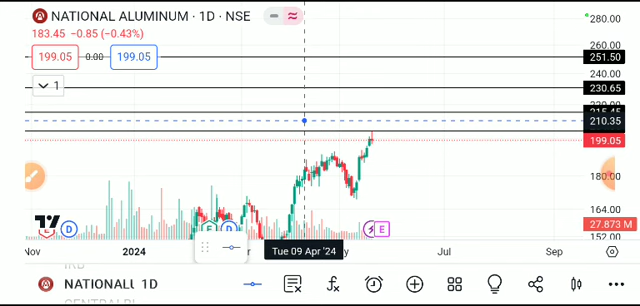 NATIONAL ALUMINUM · 1D · NSE
183.45 −0.85 (−0.43%)
199.05 0.00 199.05
1
280.00
260.00
251.50
240.00
230.65
215.45
210.35
199.05
180.00
164.00
27.873 M
152.00
E D E D E E
Nov 2024 Tue 09 Apr '24 Jul Sep
NATIONALU 1D